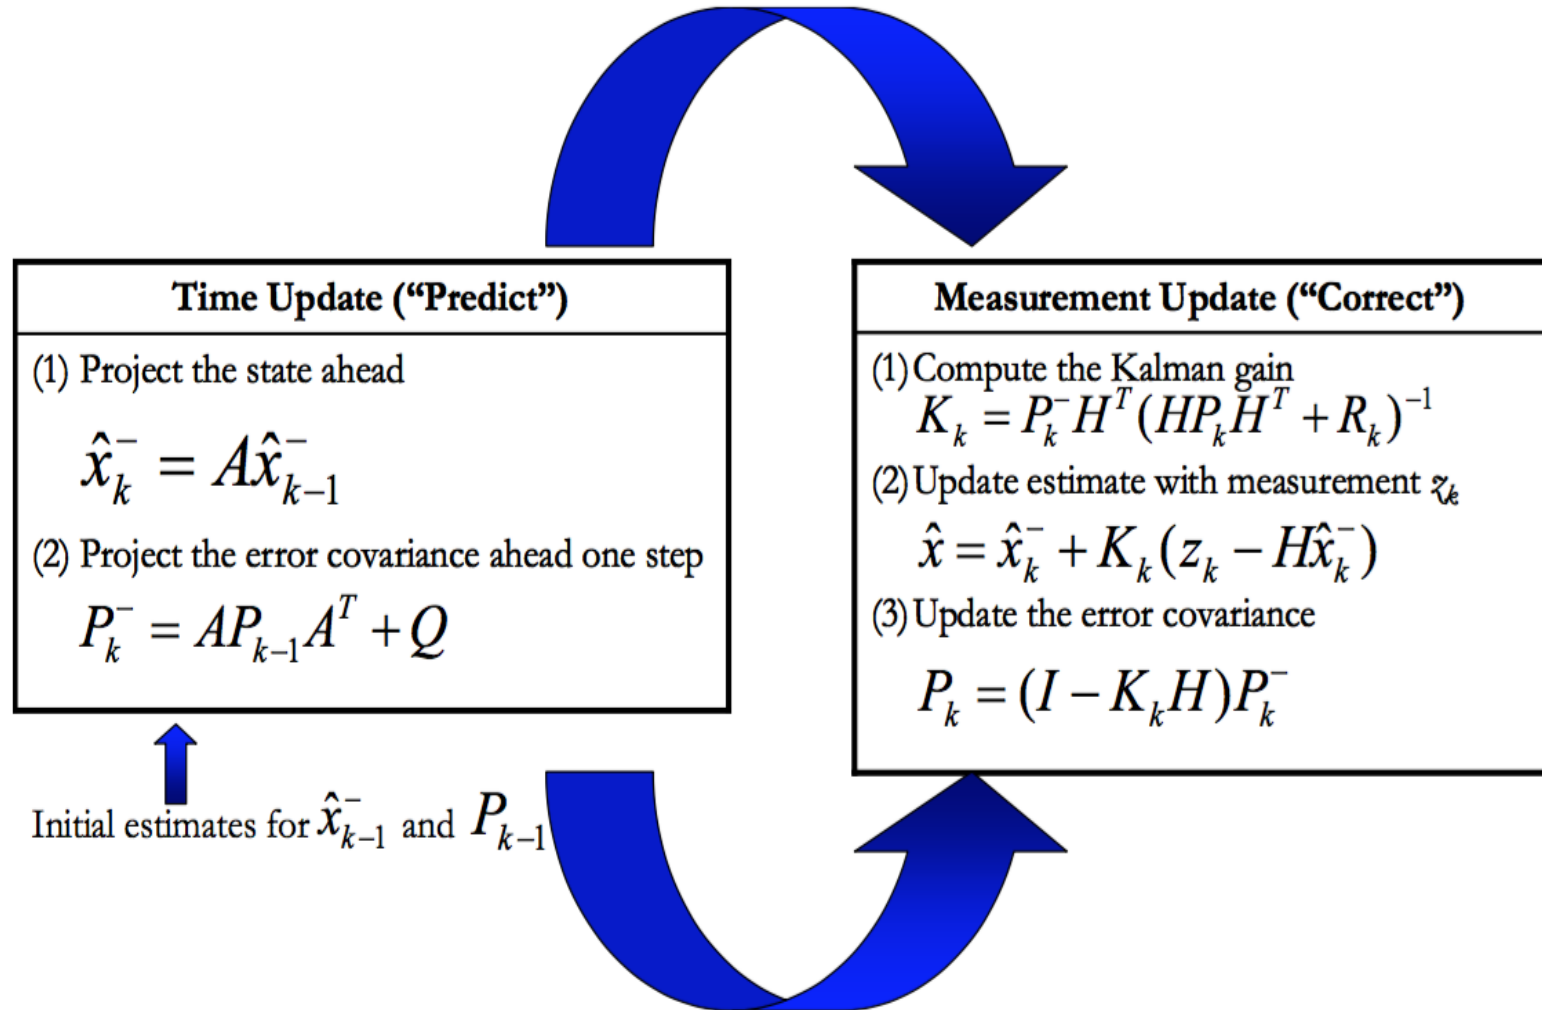 Time Update (“Predict”)
(1) Project the state ahead
x̂ₖ⁻ = Ax̂ₖ₋₁⁻
(2) Project the error covariance ahead one step
Pₖ⁻ = APₖ₋₁Aᵀ + Q
Initial estimates for x̂ₖ₋₁⁻ and Pₖ₋₁
Measurement Update (“Correct”)
(1) Compute the Kalman gain
Kₖ = Pₖ⁻Hᵀ(HPₖHᵀ + Rₖ)⁻¹
(2) Update estimate with measurement zₖ
x̂ = x̂ₖ⁻ + Kₖ(zₖ − Hx̂ₖ⁻)
(3) Update the error covariance
Pₖ = (I − KₖH)Pₖ⁻